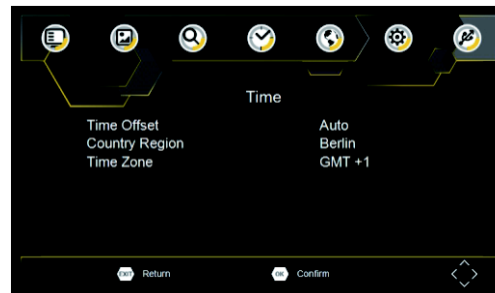 Time
Time Offset Auto
Country Region Berlin
Time Zone GMT +1
EXIT Return OK Confirm